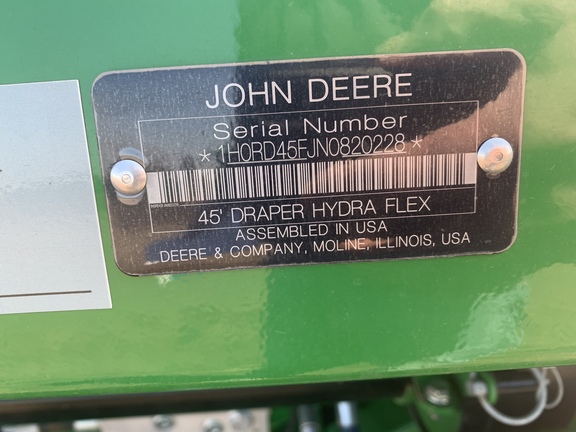 JOHN DEERE
Serial Number
*1H0RD45FJN0820228*
45' DRAPER HYDRA FLEX
ASSEMBLED IN USA
DEERE & COMPANY, MOLINE, ILLINOIS, USA